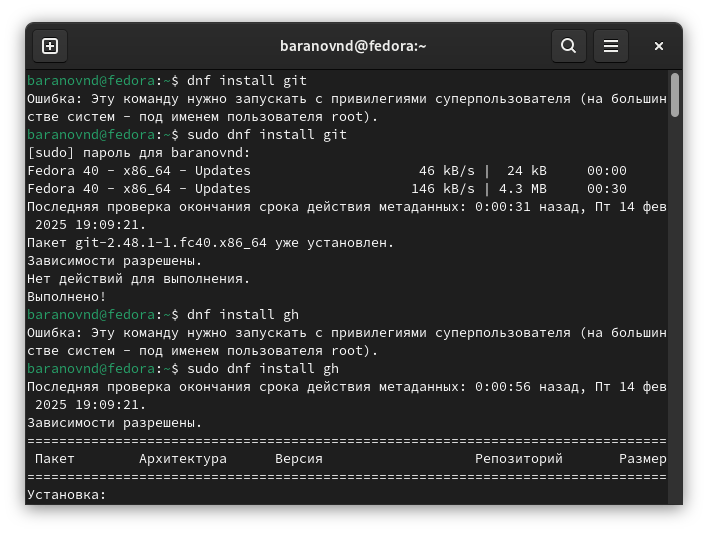 baranovnd@fedora:~
baranovnd@fedora:~$ dnf install git
Ошибка: Эту команду нужно запускать с привилегиями суперпользователя (на большин
стве систем - под именем пользователя root).
baranovnd@fedora:~$ sudo dnf install git
[sudo] пароль для baranovnd:
Fedora 40 - x86_64 - Updates                     46 kB/s |  24 kB     00:00
Fedora 40 - x86_64 - Updates                    146 kB/s | 4.3 MB     00:30
Последняя проверка окончания срока действия метаданных: 0:00:31 назад, Пт 14 фев
 2025 19:09:21.
Пакет git-2.48.1-1.fc40.x86_64 уже установлен.
Зависимости разрешены.
Нет действий для выполнения.
Выполнено!
baranovnd@fedora:~$ dnf install gh
Ошибка: Эту команду нужно запускать с привилегиями суперпользователя (на большин
стве систем - под именем пользователя root).
baranovnd@fedora:~$ sudo dnf install gh
Последняя проверка окончания срока действия метаданных: 0:00:56 назад, Пт 14 фев
 2025 19:09:21.
Зависимости разрешены.
================================================================================
 Пакет        Архитектура      Версия                   Репозиторий       Размер
================================================================================
Установка: